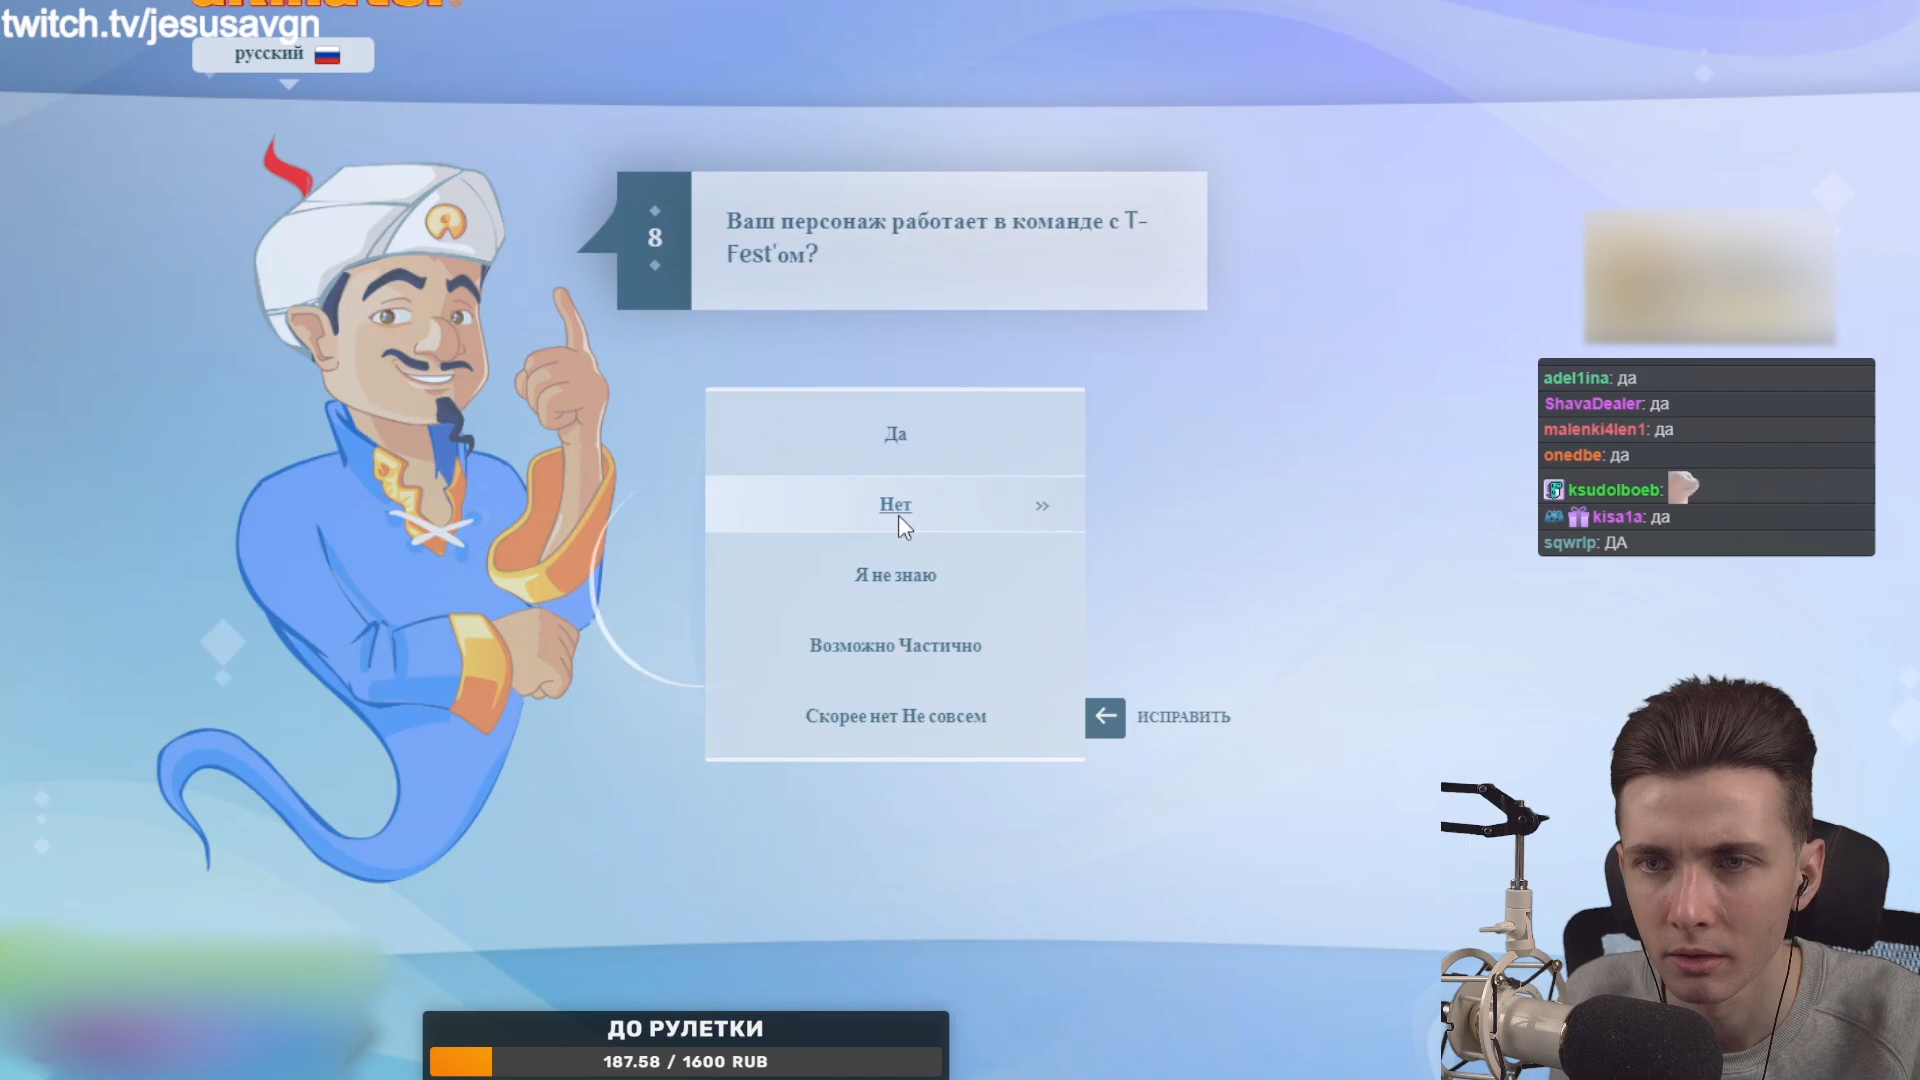 akinator
twitch.tv/jesusavgn
русский
8
Ваш персонаж работает в команде с T-
Fest'ом?
Да
Нет
Я не знаю
Возможно Частично
Скорее нет Не совсем
ИСПРАВИТЬ
adel1ina: да
ShavaDealer: да
malenki4len1: да
onedbe: да
ksudolboeb:
kisa1a: да
sqwrlp: ДА
ДО РУЛЕТКИ
187.58 / 1600 RUB